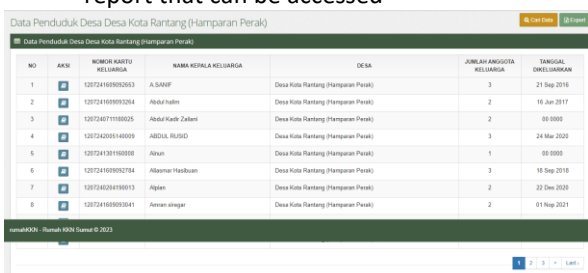 report that can be accessed
Data Penduduk Desa Desa Kota Rantang (Hamparan Perak)
Cari Data Export
Data Penduduk Desa Desa Kota Rantang (Hamparan Perak)
NO AKSI NOMOR KARTU KELUARGA NAMA KEPALA KELUARGA DESA JUMLAH ANGGOTA KELUARGA TANGGAL DIKELUARKAN
1 1207241609092653 A.SANIF Desa Kota Rantang (Hamparan Perak) 3 21 Sep 2016
2 1207241609093264 Abdul halim Desa Kota Rantang (Hamparan Perak) 2 16 Jun 2017
3 1207240711180025 Abdul Kadir Zailani Desa Kota Rantang (Hamparan Perak) 2 00 0000
4 1207242005140009 ABDUL RUSID Desa Kota Rantang (Hamparan Perak) 3 24 Mar 2020
5 1207241301160008 Ainun Desa Kota Rantang (Hamparan Perak) 1 00 0000
6 1207241609092784 Aliasmar Hasibuan Desa Kota Rantang (Hamparan Perak) 3 18 Sep 2018
7 1207240204190013 Alpian Desa Kota Rantang (Hamparan Perak) 2 22 Des 2020
8 1207241609093041 Amran siregar Desa Kota Rantang (Hamparan Perak) 2 01 Nop 2021
rumahKKN - Rumah KKN Sumut © 2023
1 2 3 > Last ›